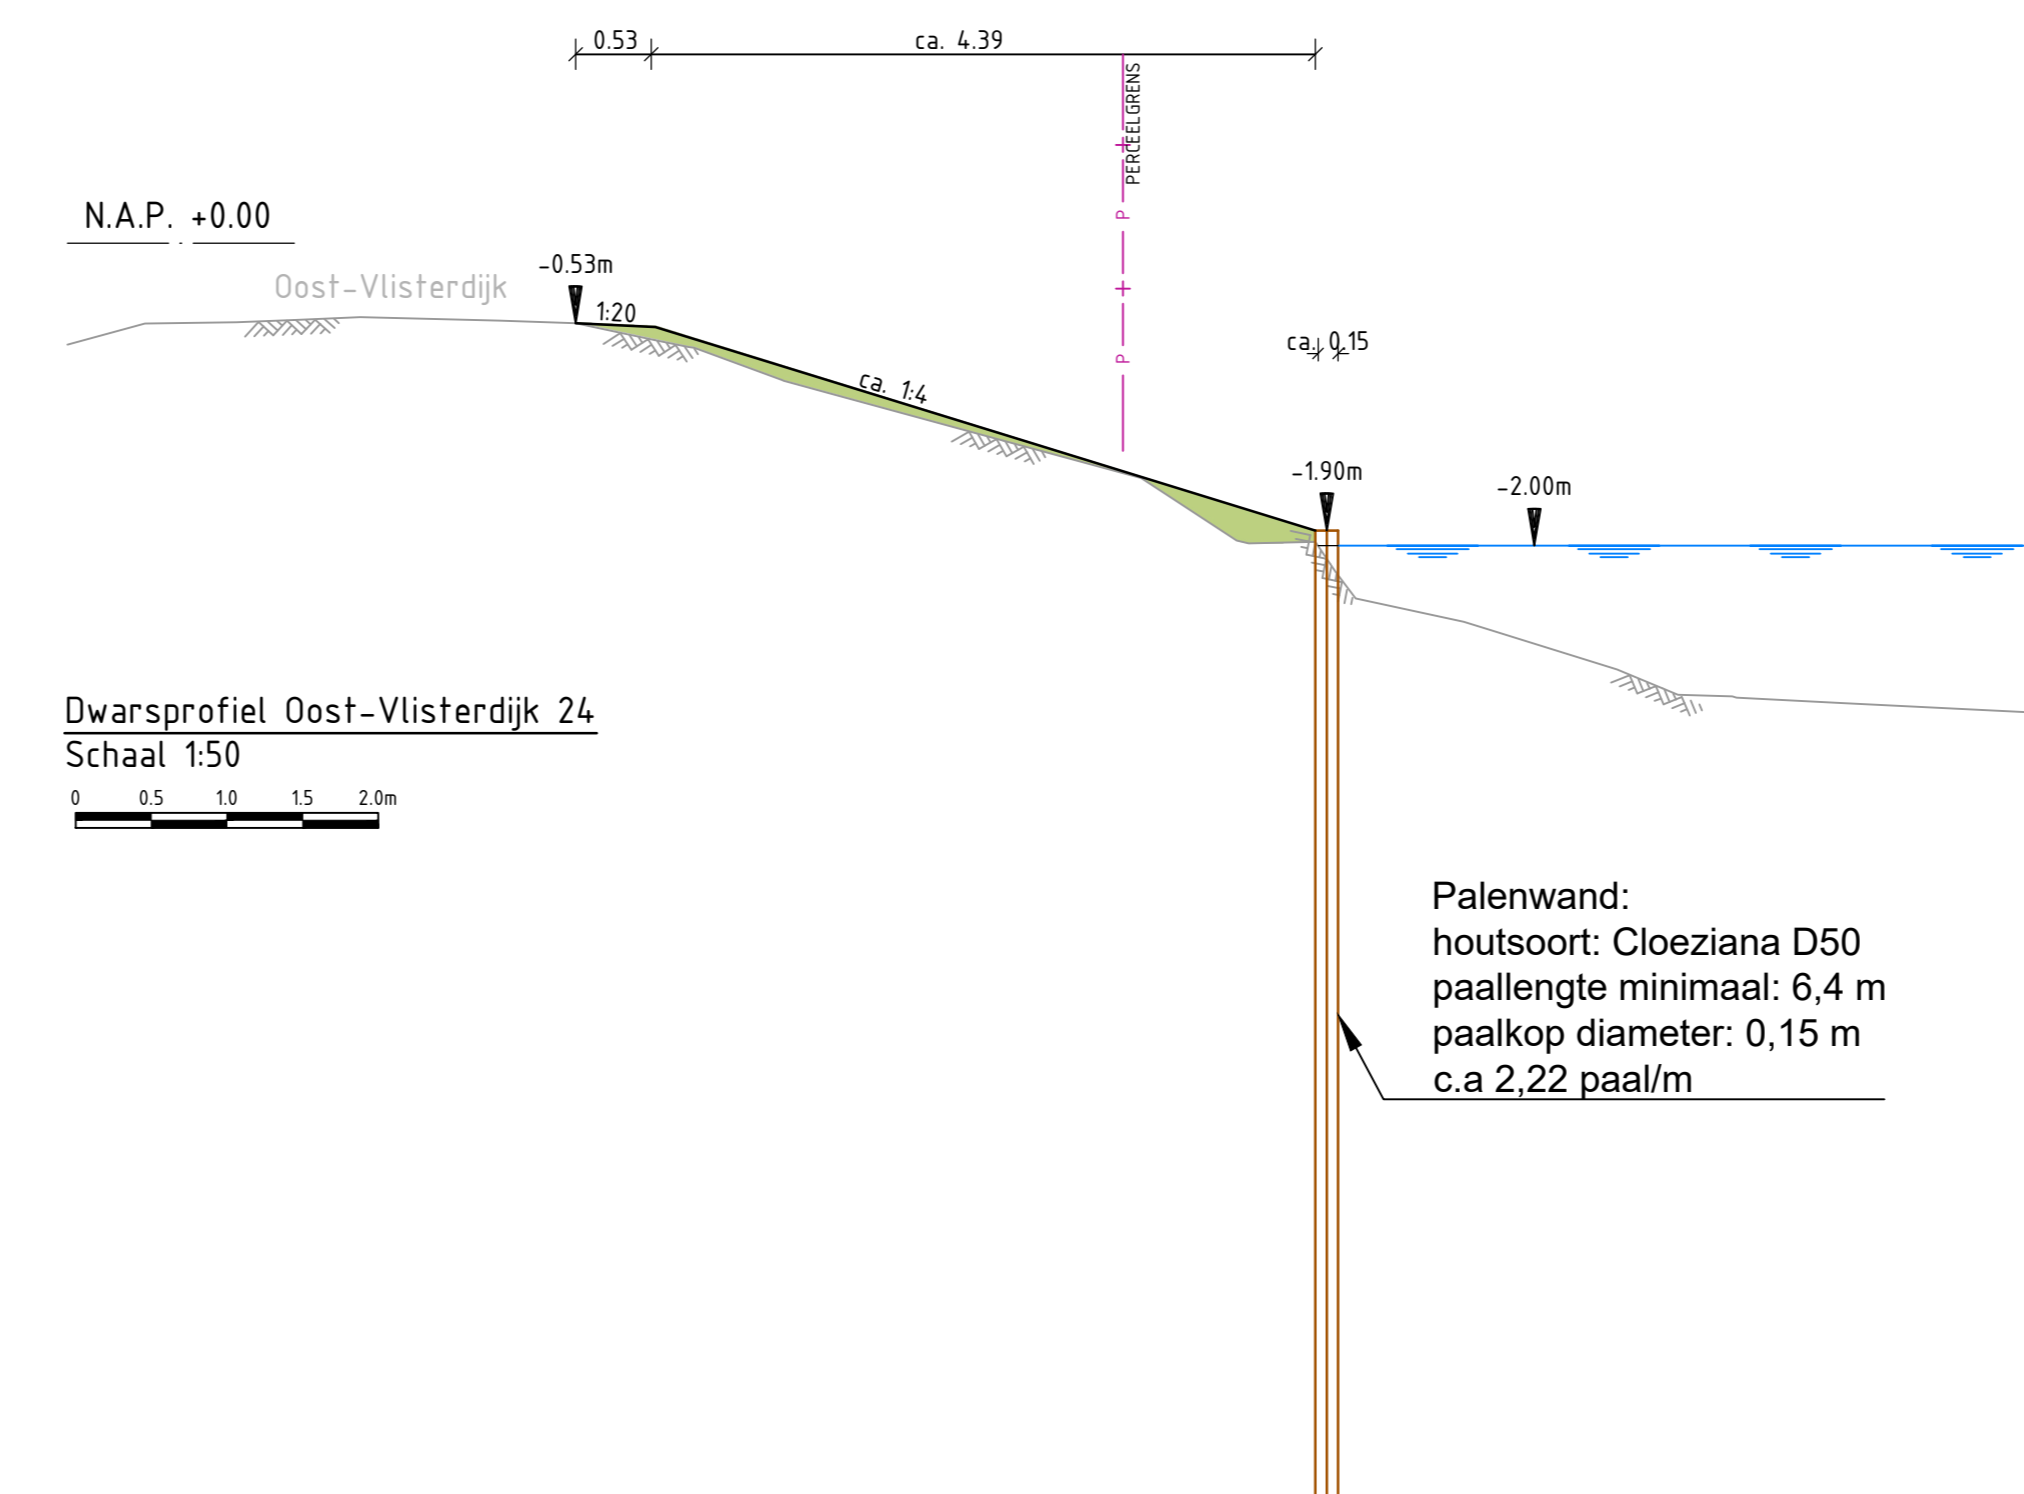 0.53
ca. 4.39
PERCEELGRENS
N.A.P. +0.00
P
-0.53m
Oost-Vlisterdijk
1:20
ca. 0.15
P
ca. 1:4
-1.90m
-2.00m
Dwarsprofiel Oost-Vlisterdijk 24
Schaal 1:50
0 0.5 1.0 1.5 2.0m
Palenwand:
houtsoort: Cloeziana D50
paallengte minimaal: 6,4 m
paalkop diameter: 0,15 m
c.a 2,22 paal/m